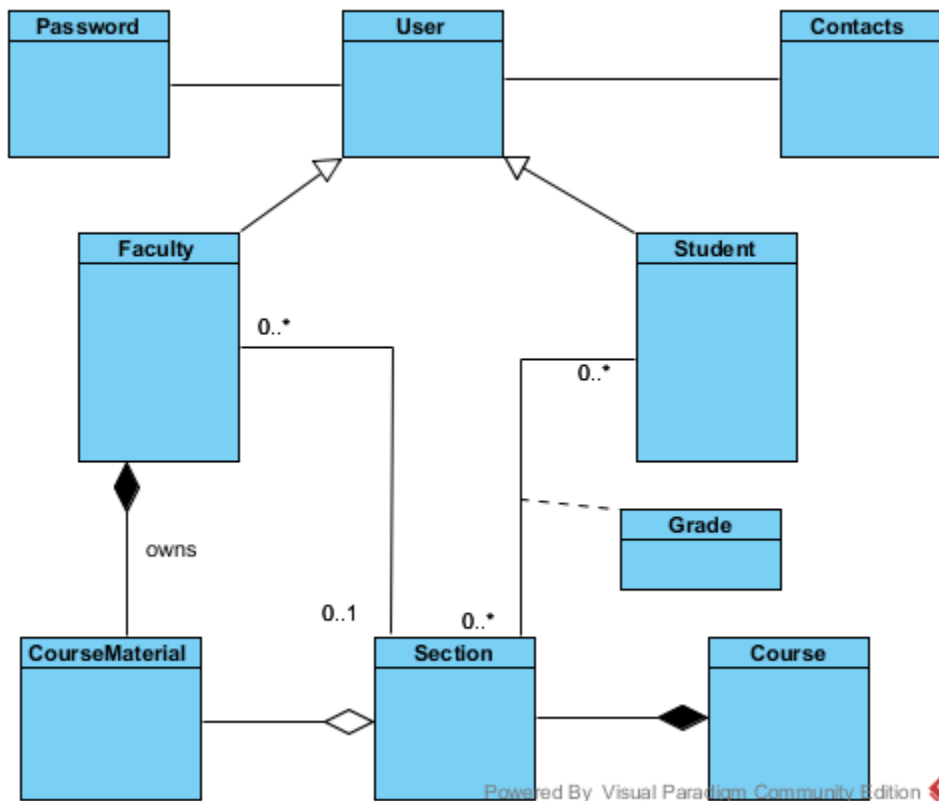 Password
User
Contacts
Faculty
Student
0..*
0..*
Grade
owns
0..1
0..*
CourseMaterial
Section
Course
Powered By Visual Paradigm Community Edition